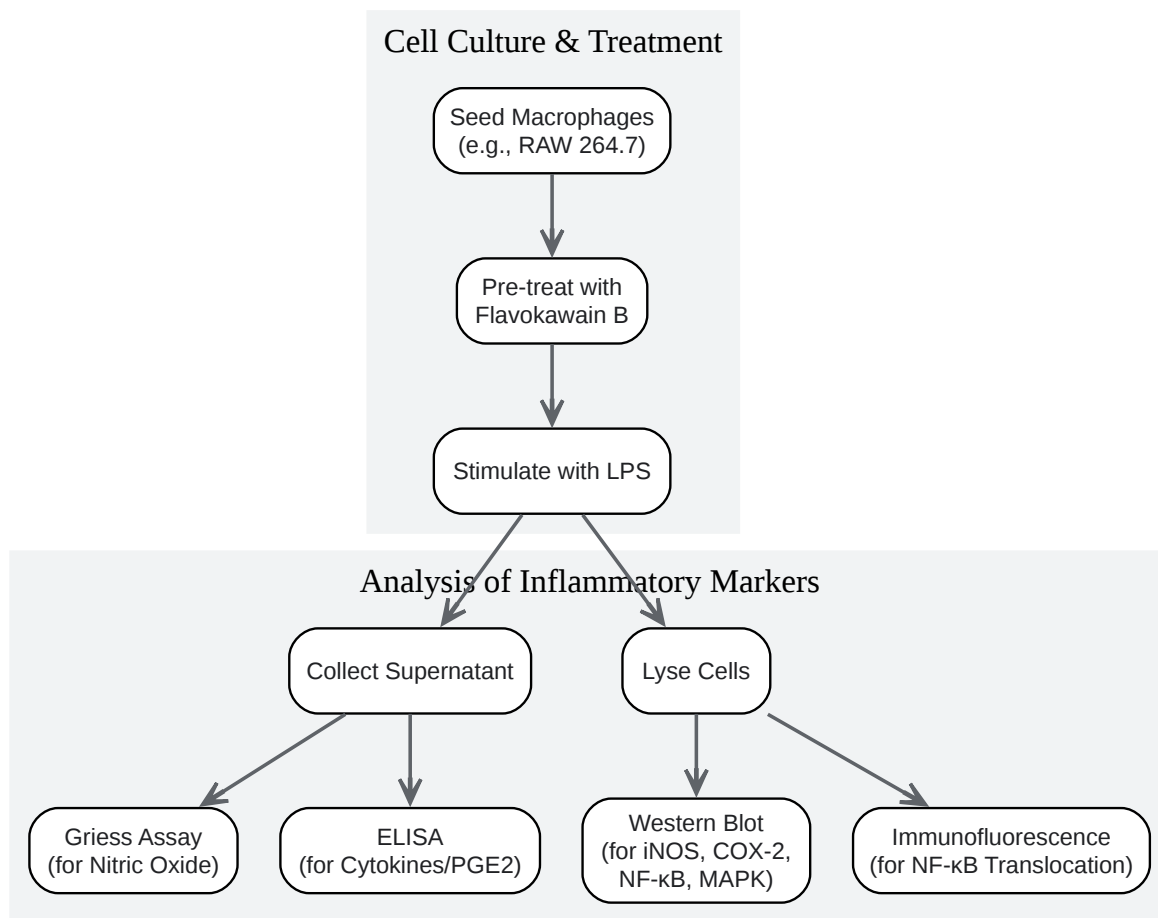 Cell Culture & Treatment
Seed Macrophages
(e.g., RAW 264.7)
Pre-treat with
Flavokawain B
Stimulate with LPS
Analysis of Inflammatory Markers
Collect Supernatant
Lyse Cells
Griess Assay
(for Nitric Oxide)
ELISA
(for Cytokines/PGE2)
Western Blot
(for iNOS, COX-2,
NF-κB, MAPK)
Immunofluorescence
(for NF-κB Translocation)